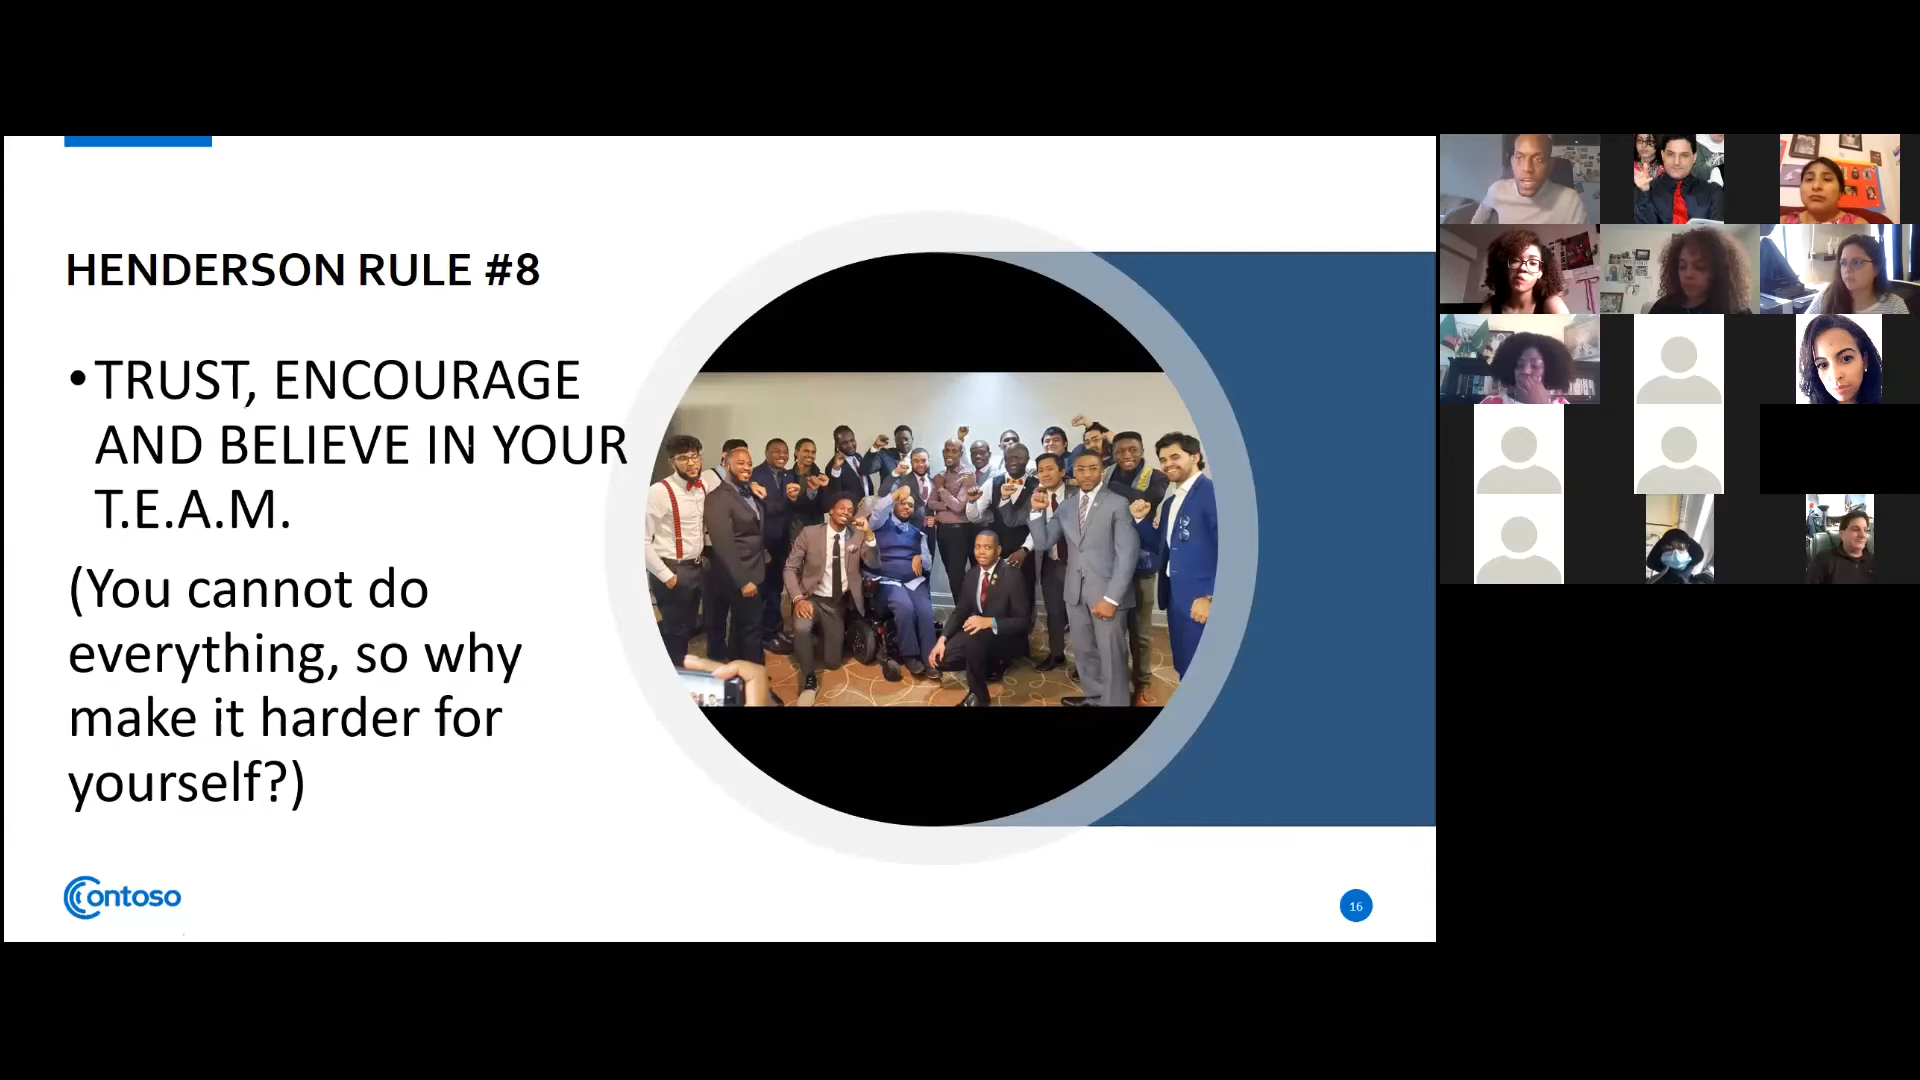 HENDERSON RULE #8
•TRUST, ENCOURAGE
AND BELIEVE IN YOUR
T.E.A.M.
(You cannot do
everything, so why
make it harder for
yourself?)
Contoso
16